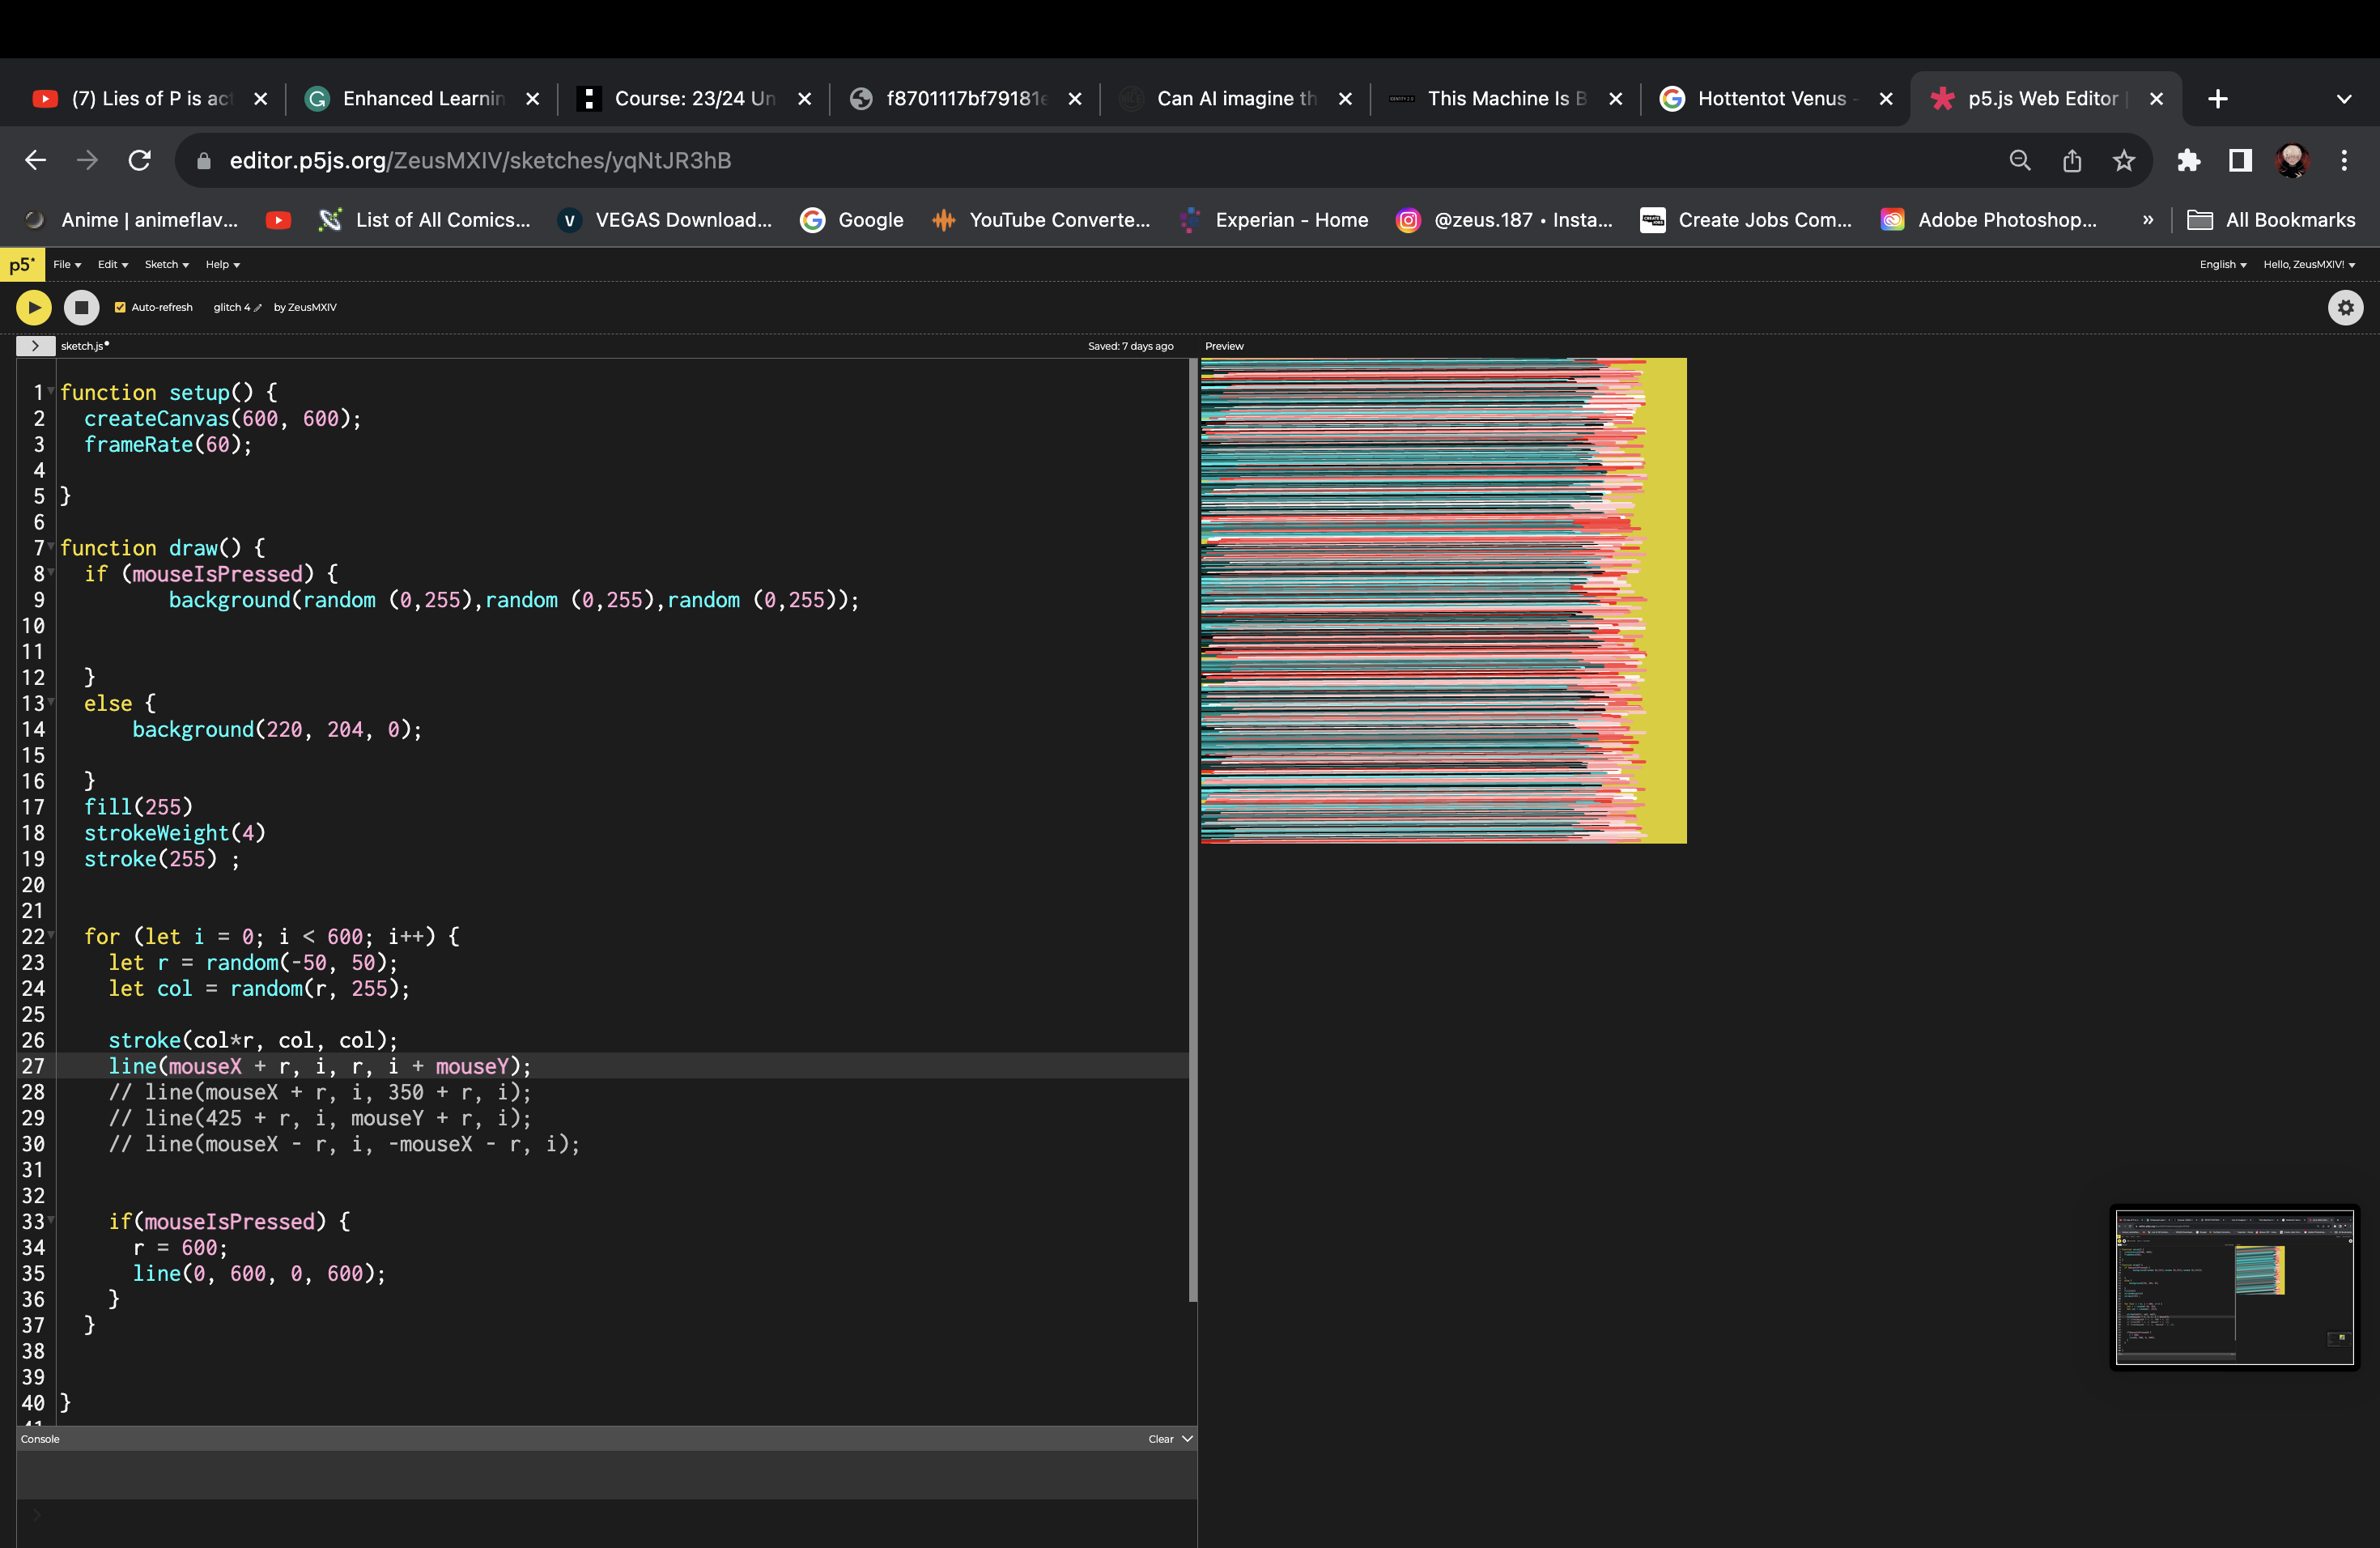 (7) Lies of P is act
Enhanced Learnin
Course: 23/24 Un
f8701117bf79181e
Can AI imagine th
This Machine Is B
Hottentot Venus -
p5.js Web Editor |
editor.p5js.org/ZeusMXIV/sketches/yqNtJR3hB
Anime | animeflav... List of All Comics... VEGAS Download... Google YouTube Converte... Experian - Home @zeus.187 • Insta... Create Jobs Com... Adobe Photoshop... » All Bookmarks
p5* File Edit Sketch Help English Hello, ZeusMXIV!
Auto-refresh glitch 4 by ZeusMXIV
sketch.js Saved: 7 days ago Preview
1 function setup() {
2 createCanvas(600, 600);
3 frameRate(60);
4
5 }
6
7 function draw() {
8 if (mouseIsPressed) {
9 background(random (0,255),random (0,255),random (0,255));
10
11
12 }
13 else {
14 background(220, 204, 0);
15
16 }
17 fill(255)
18 strokeWeight(4)
19 stroke(255) ;
20
21
22 for (let i = 0; i < 600; i++) {
23 let r = random(-50, 50);
24 let col = random(r, 255);
25
26 stroke(col*r, col, col);
27 line(mouseX + r, i, r, i + mouseY);
28 // line(mouseX + r, i, 350 + r, i);
29 // line(425 + r, i, mouseY + r, i);
30 // line(mouseX - r, i, -mouseX - r, i);
31
32
33 if(mouseIsPressed) {
34 r = 600;
35 line(0, 600, 0, 600);
36 }
37 }
38
39
40 }
Console Clear